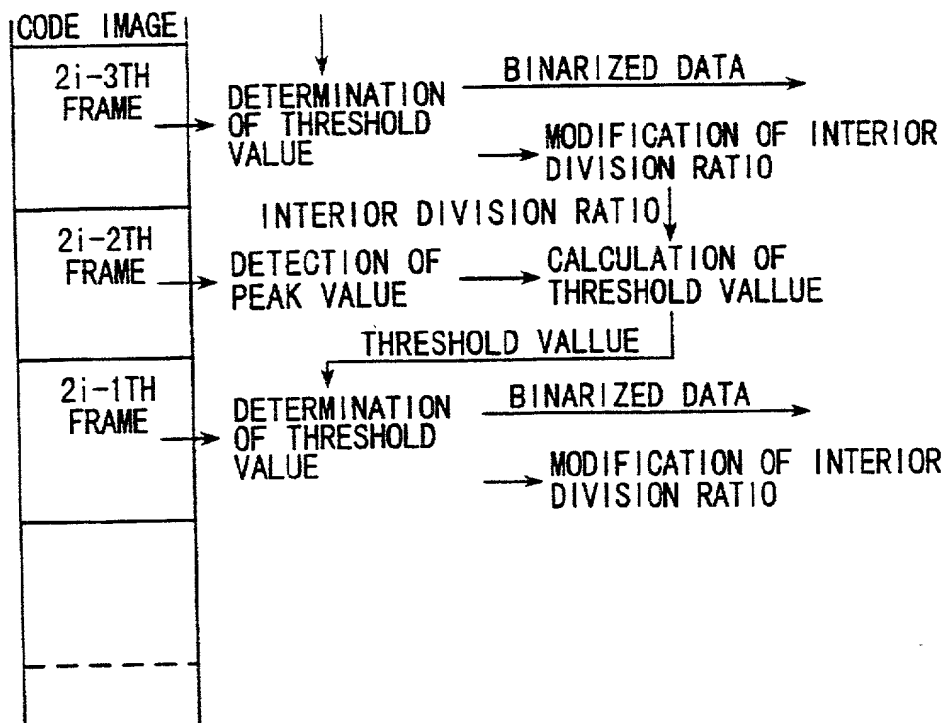 CODE IMAGE
2i-3TH
FRAME
DETERMINATION
OF THRESHOLD
VALUE
BINARIZED DATA
MODIFICATION OF INTERIOR
DIVISION RATIO
INTERIOR DIVISION RATIO
2i-2TH
FRAME
DETECTION OF
PEAK VALUE
CALCULATION OF
THRESHOLD VALLUE
THRESHOLD VALLUE
2i-1TH
FRAME
DETERMINATION
OF THRESHOLD
VALUE
BINARIZED DATA
MODIFICATION OF INTERIOR
DIVISION RATIO